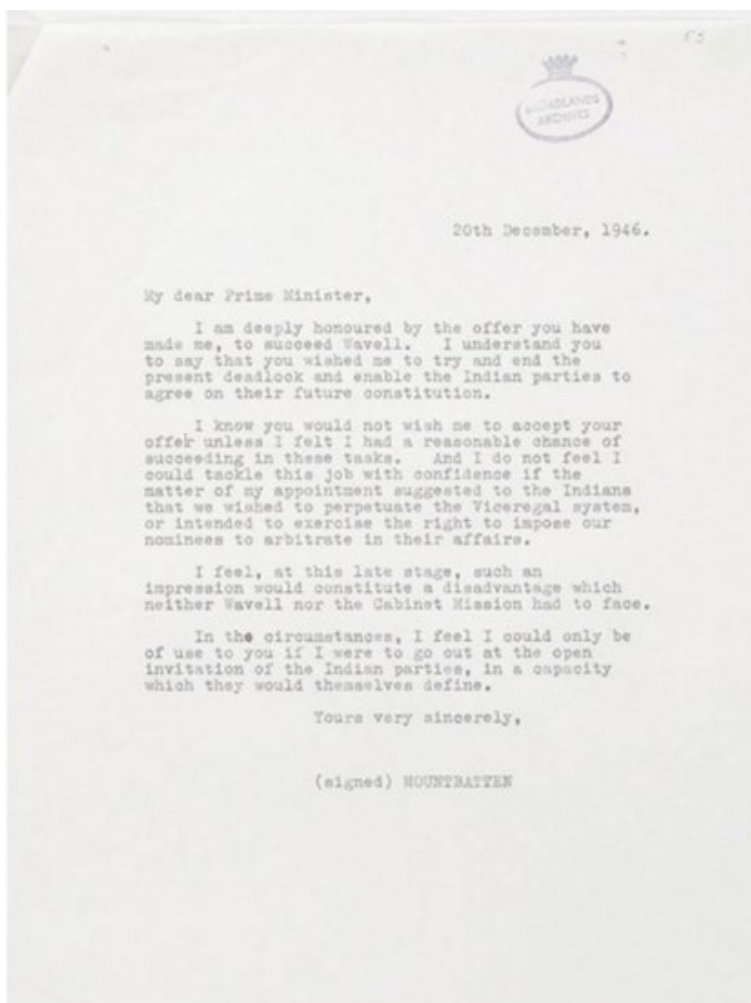 55
BROADLANDS
ARCHIVES
20th December, 1946.
My dear Prime Minister,
I am deeply honoured by the offer you have
made me, to succeed Wavell. I understand you
to say that you wished me to try and end the
present deadlock and enable the Indian parties to
agree on their future constitution.
I know you would not wish me to accept your
offer unless I felt I had a reasonable chance of
succeeding in these tasks. And I do not feel I
could tackle this job with confidence if the
matter of my appointment suggested to the Indians
that we wished to perpetuate the Viceregal system,
or intended to exercise the right to impose our
nominees to arbitrate in their affairs.
I feel, at this late stage, such an
impression would constitute a disadvantage which
neither Wavell nor the Cabinet Mission had to face.
In the circumstances, I feel I could only be
of use to you if I were to go out at the open
invitation of the Indian parties, in a capacity
which they would themselves define.
Yours very sincerely,
(signed) MOUNTBATTEN